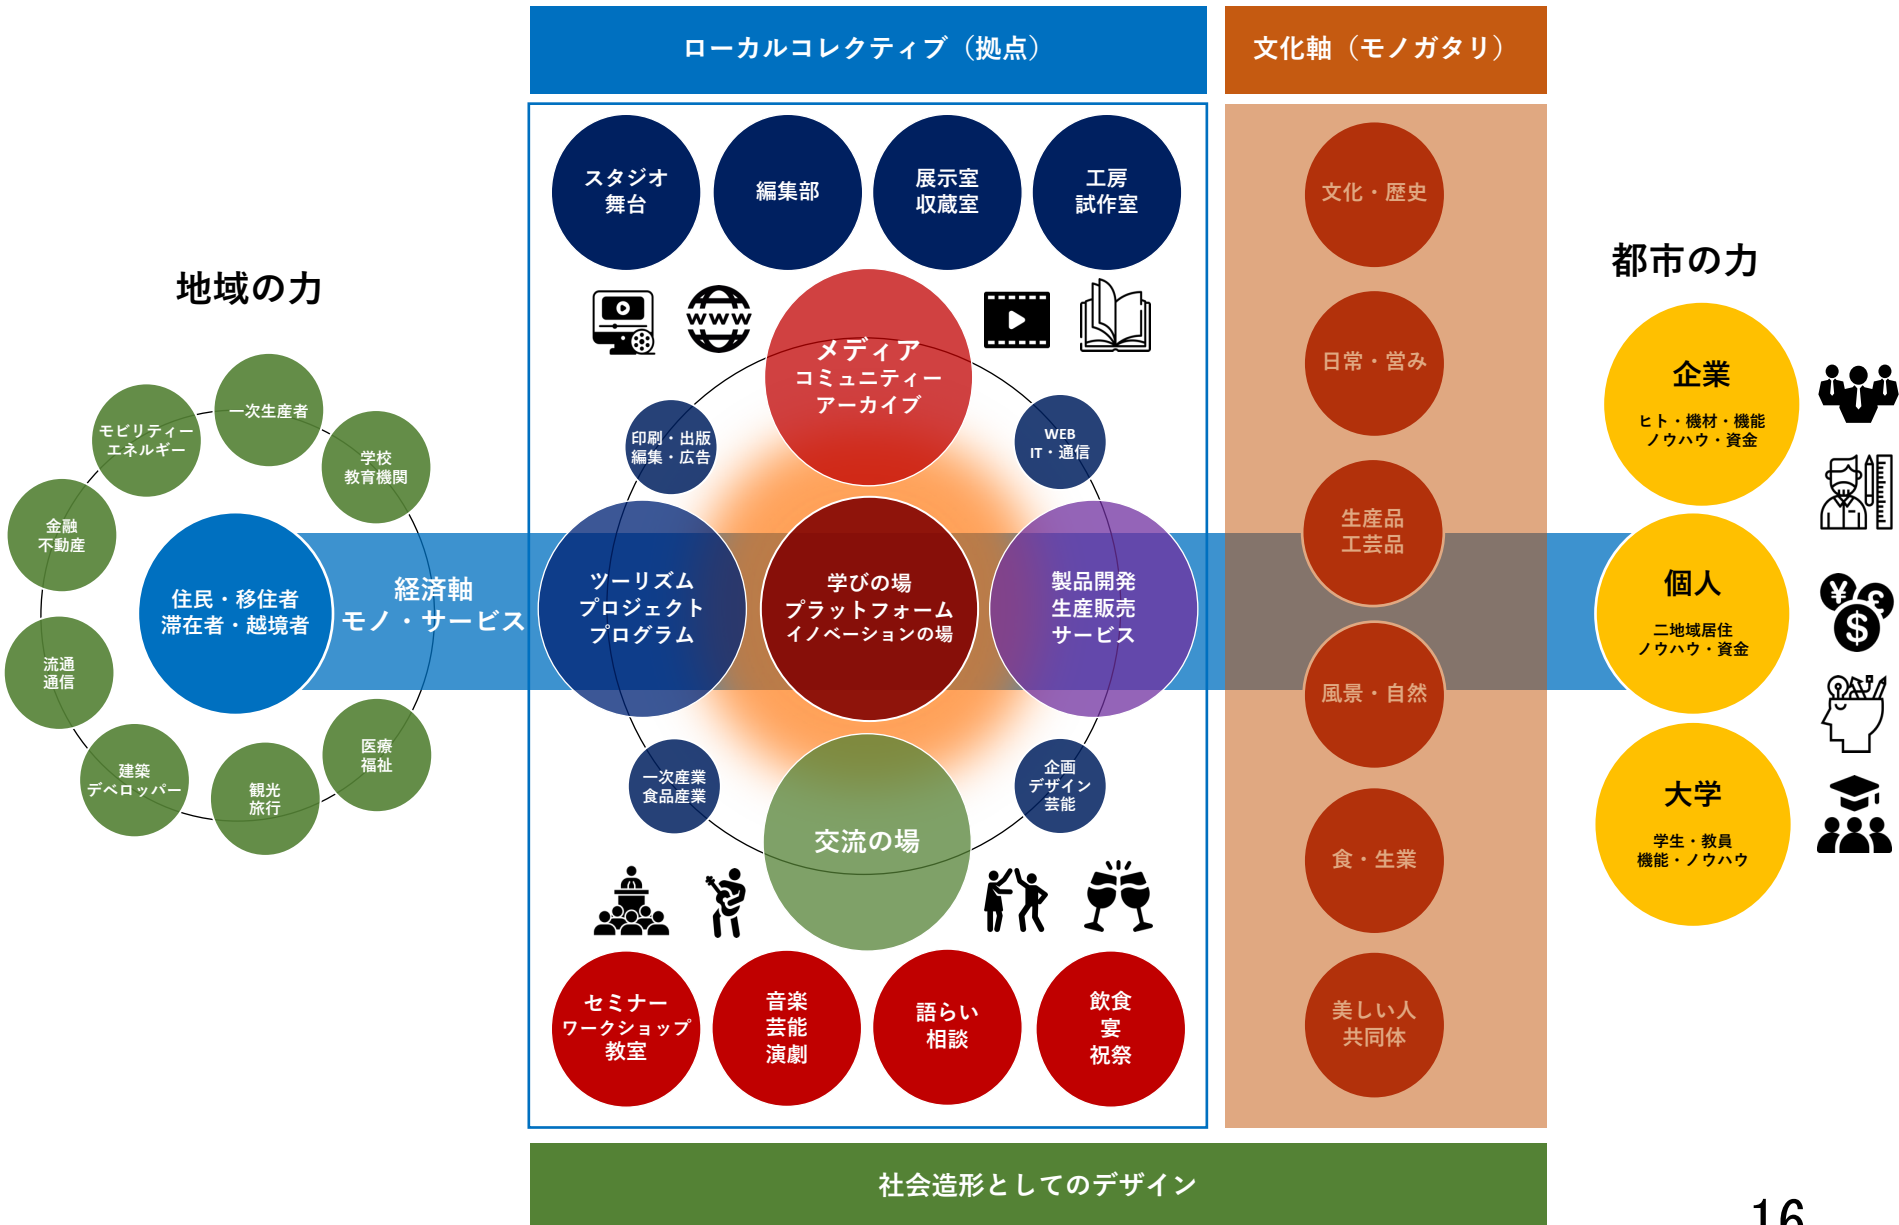 ローカルコレクティブ（拠点）
文化軸（モノガタリ）
地域の力
一次生産者
モビリティー
エネルギー
学校
教育機関
金融
不動産
住民・移住者
滞在者・越境者
流通
通信
建築
デベロッパー
観光
旅行
医療
福祉
経済軸
モノ・サービス
スタジオ
舞台
編集部
展示室
収蔵室
工房
試作室
WWW
メディア
コミュニティー
アーカイブ
印刷・出版
編集・広告
WEB
IT・通信
ツーリズム
プロジェクト
プログラム
学びの場
プラットフォーム
イノベーションの場
製品開発
生産販売
サービス
一次産業
食品産業
企画
デザイン
芸能
交流の場
セミナー
ワークショップ
教室
音楽
芸能
演劇
語らい
相談
飲食
宴
祝祭
文化・歴史
日常・営み
生産品
工芸品
風景・自然
食・生業
美しい人
共同体
都市の力
企業
ヒト・機材・機能
ノウハウ・資金
個人
二地域居住
ノウハウ・資金
¥ £
$
大学
学生・教員
機能・ノウハウ
社会造形としてのデザイン
16